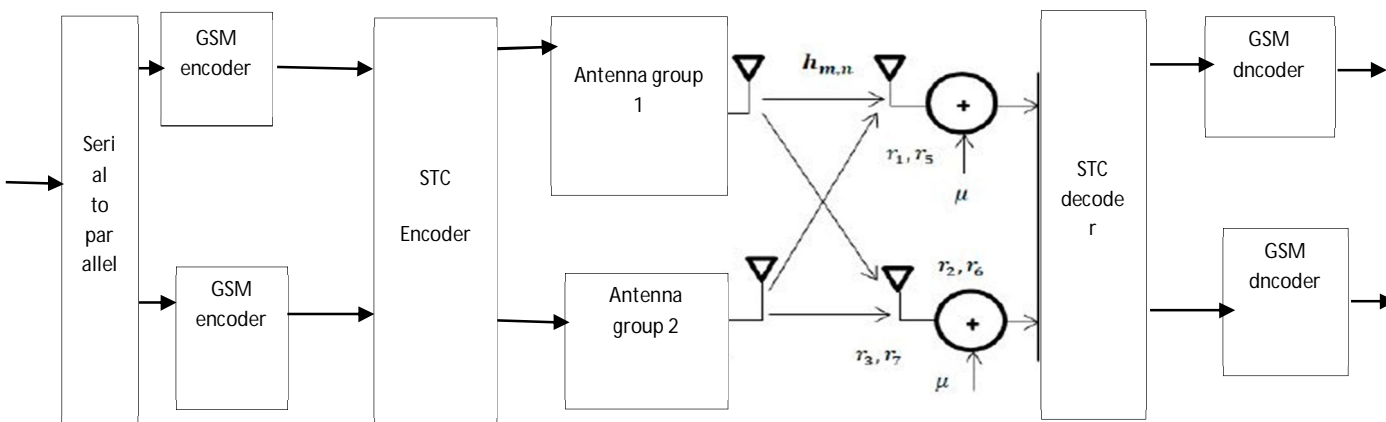 Seri
al
to
par
allel
GSM
encoder
GSM
encoder
STC
Encoder
Antenna group
1
Antenna
group 2
h_{m,n}
r_1, r_5
μ
r_2, r_6
r_3, r_7
μ
+
+
STC
decode
r
GSM
dncoder
GSM
dncoder